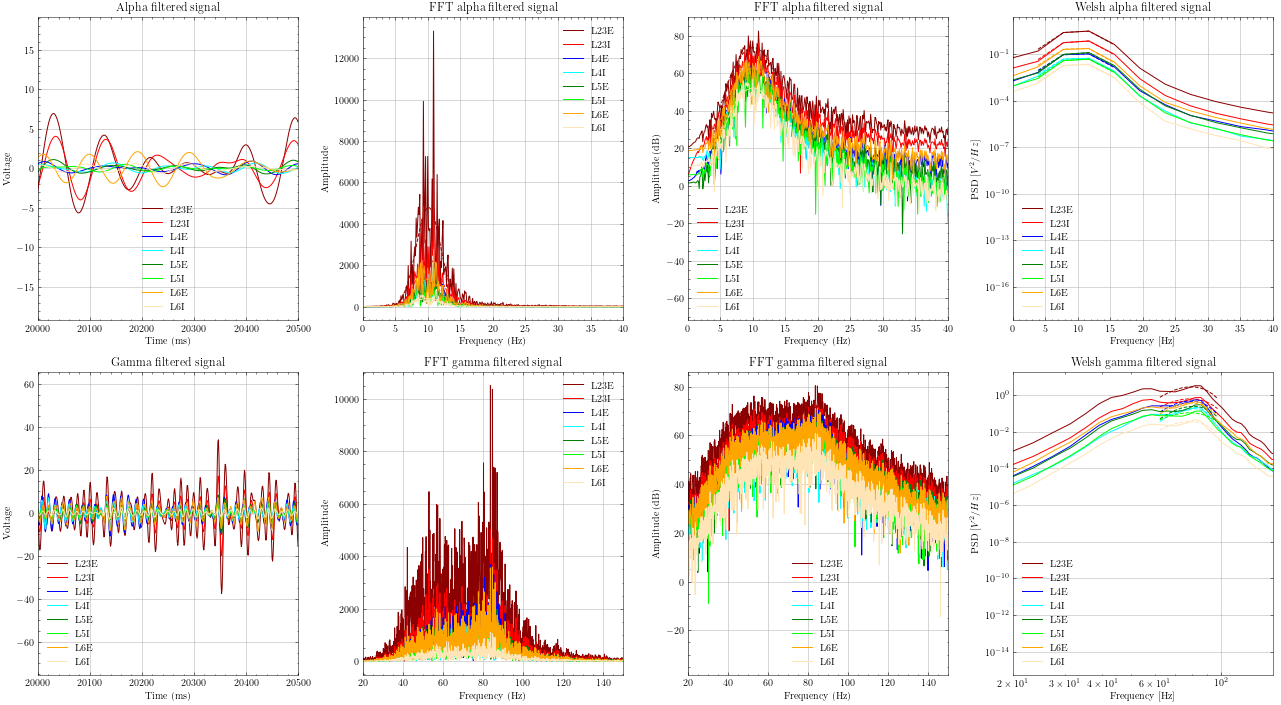 Alpha filtered signal
Voltage
15
10
5
0
−5
−10
−15
L23E
L23I
L4E
L4I
L5E
L5I
L6E
L6I
20000 20100 20200 20300 20400 20500
Time (ms)
FFT alpha filtered signal
Amplitude
12000
10000
8000
6000
4000
2000
0
L23E
L23I
L4E
L4I
L5E
L5I
L6E
L6I
0 5 10 15 20 25 30 35 40
Frequency (Hz)
FFT alpha filtered signal
Amplitude (dB)
80
60
40
20
0
−20
−40
−60
L23E
L23I
L4E
L4I
L5E
L5I
L6E
L6I
0 5 10 15 20 25 30 35 40
Frequency (Hz)
Welsh alpha filtered signal
PSD [V²/Hz]
10⁻¹
10⁻⁴
10⁻⁷
10⁻¹⁰
10⁻¹³
10⁻¹⁶
L23E
L23I
L4E
L4I
L5E
L5I
L6E
L6I
0 5 10 15 20 25 30 35 40
Frequency [Hz]
Gamma filtered signal
Voltage
60
40
20
0
−20
−40
−60
L23E
L23I
L4E
L4I
L5E
L5I
L6E
L6I
20000 20100 20200 20300 20400 20500
Time (ms)
FFT gamma filtered signal
Amplitude
10000
8000
6000
4000
2000
0
L23E
L23I
L4E
L4I
L5E
L5I
L6E
L6I
20 40 60 80 100 120 140
Frequency (Hz)
FFT gamma filtered signal
Amplitude (dB)
80
60
40
20
0
−20
L23E
L23I
L4E
L4I
L5E
L5I
L6E
L6I
20 40 60 80 100 120 140
Frequency (Hz)
Welsh gamma filtered signal
PSD [V²/Hz]
10⁰
10⁻²
10⁻⁴
10⁻⁶
10⁻⁸
10⁻¹⁰
10⁻¹²
10⁻¹⁴
L23E
L23I
L4E
L4I
L5E
L5I
L6E
L6I
2 × 10¹ 3 × 10¹ 4 × 10¹ 6 × 10¹ 10²
Frequency [Hz]